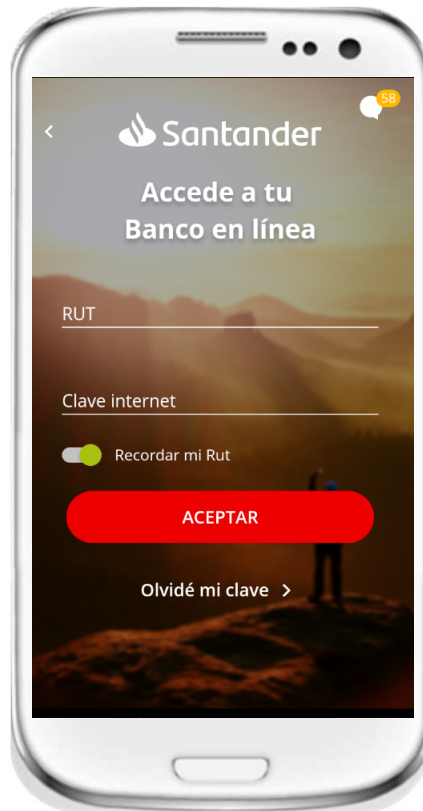 58
Santander
Accede a tu
Banco en línea
RUT
Clave internet
Recordar mi Rut
ACEPTAR
Olvidé mi clave